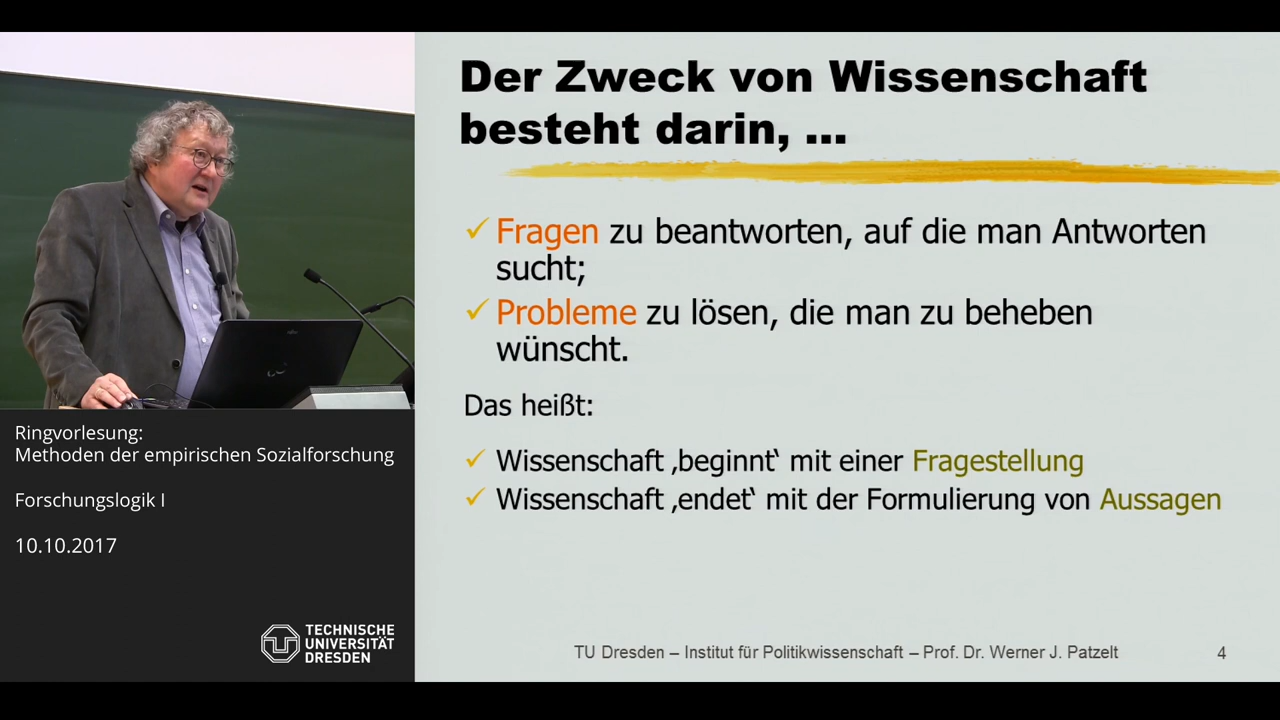 Der Zweck von Wissenschaft
besteht darin, ...
✓ Fragen zu beantworten, auf die man Antworten
sucht;
✓ Probleme zu lösen, die man zu beheben
wünscht.
Das heißt:
✓ Wissenschaft ‚beginnt‘ mit einer Fragestellung
✓ Wissenschaft ‚endet‘ mit der Formulierung von Aussagen
TU Dresden – Institut für Politikwissenschaft – Prof. Dr. Werner J. Patzelt 4
Ringvorlesung:
Methoden der empirischen Sozialforschung
Forschungslogik I
10.10.2017
TECHNISCHE
UNIVERSITÄT
DRESDEN